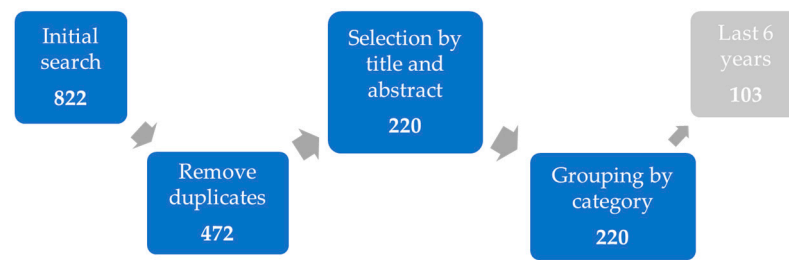 Initial
search
822
Remove
duplicates
472
Selection by
title and
abstract
220
Grouping by
category
220
Last 6
years
103